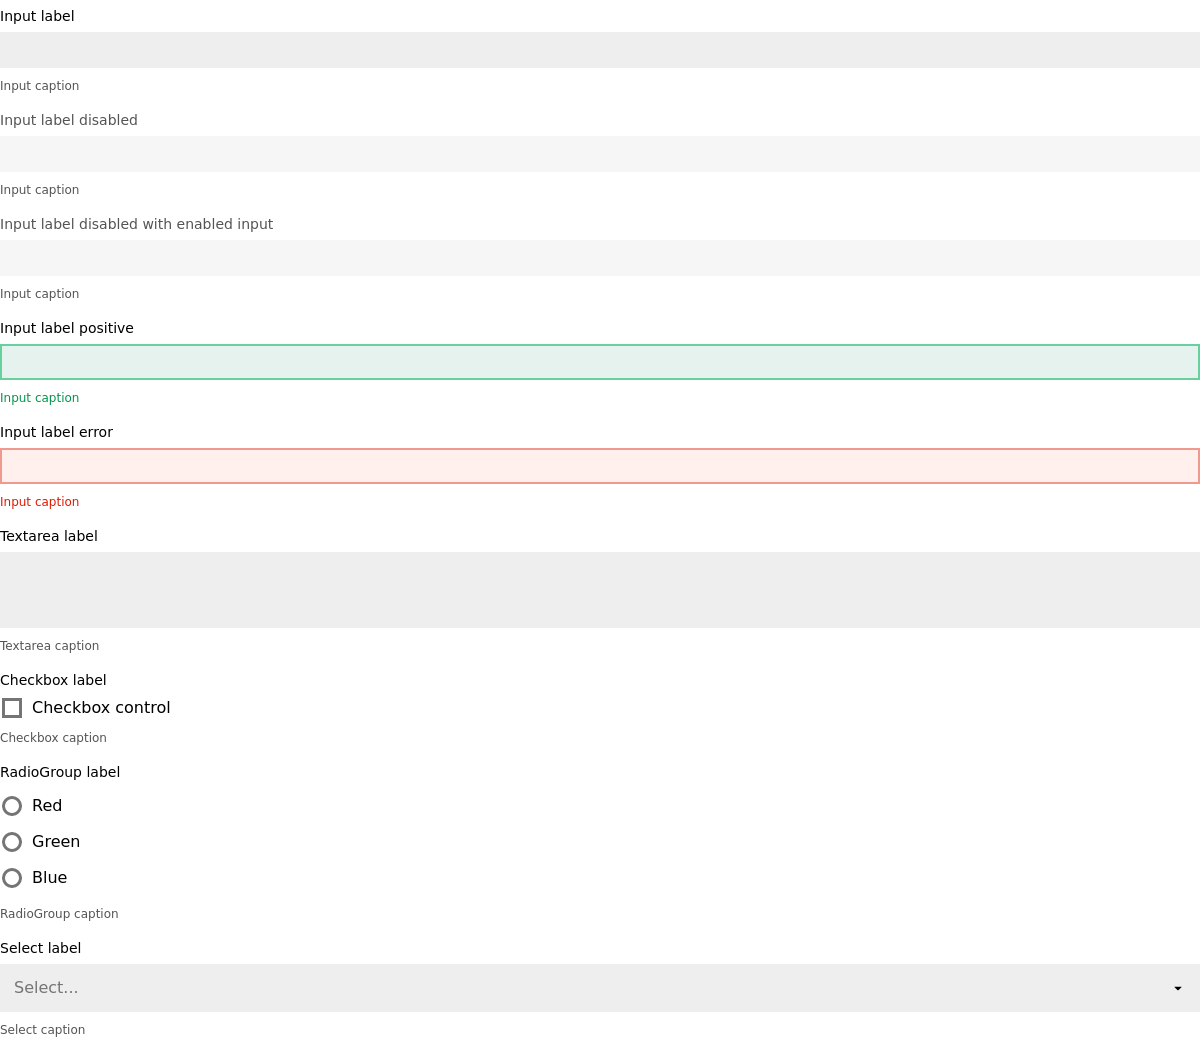 Input label
Input caption
Input label disabled
Input caption
Input label disabled with enabled input
Input caption
Input label positive
Input caption
Input label error
Input caption
Textarea label
Textarea caption
Checkbox label
Checkbox control
Checkbox caption
RadioGroup label
Red
Green
Blue
RadioGroup caption
Select label
Select...
Select caption